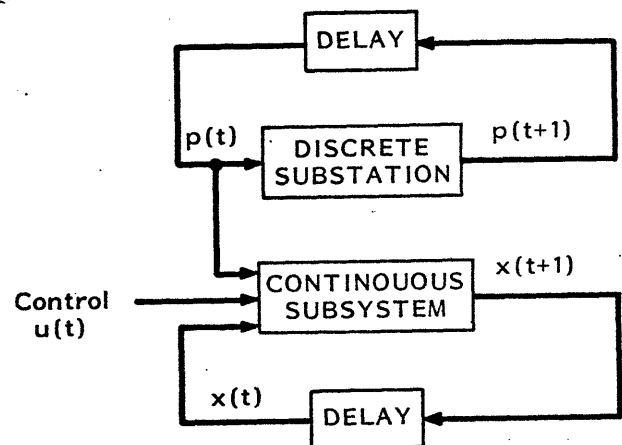 DELAY
p(t)
p(t+1)
DISCRETE
SUBSTATION
CONTINOUOUS
SUBSYSTEM
x(t+1)
Control
u(t)
x(t)
DELAY